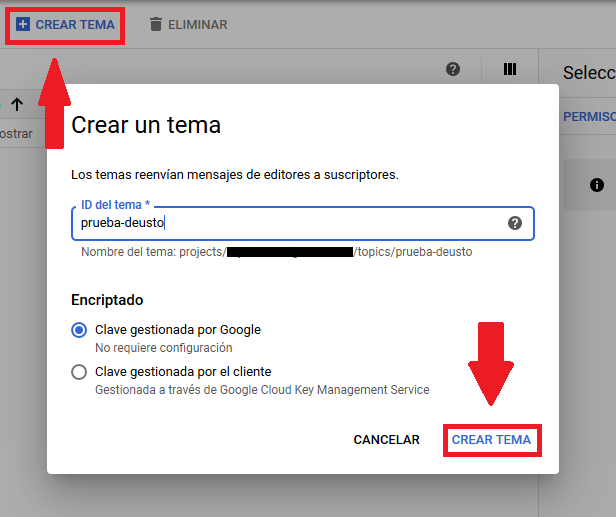 CREAR TEMA
ELIMINAR
Selecc
ostrar
PERMISO
Crear un tema
Los temas reenvían mensajes de editores a suscriptores.
ID del tema *
prueba-deusto
Nombre del tema: projects/ /topics/prueba-deusto
Encriptado
Clave gestionada por Google
No requiere configuración
Clave gestionada por el cliente
Gestionada a través de Google Cloud Key Management Service
CANCELAR
CREAR TEMA